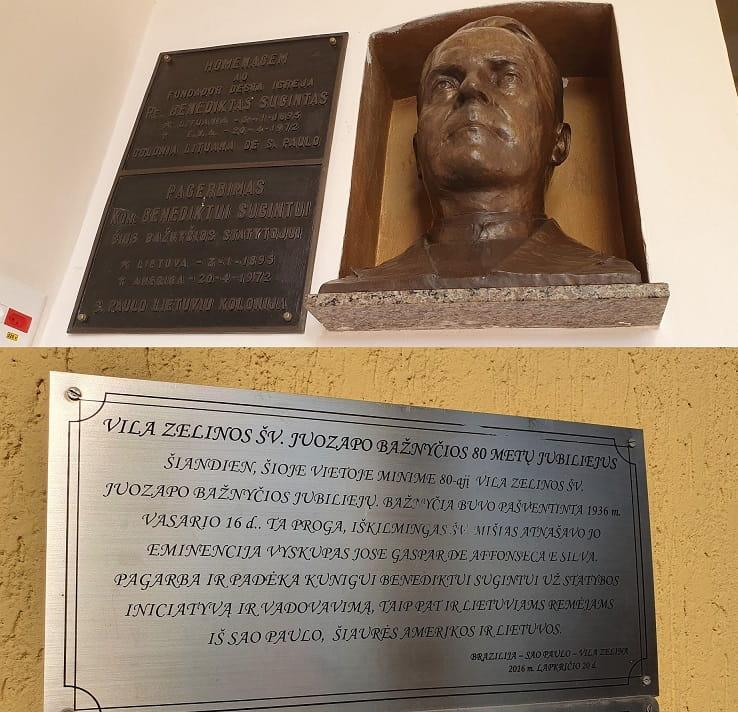 HOMENAGEM
AO
FUNDADOR DESTA IGREJA
PE. BENEDIKTAS SUGINTAS
* LITUANIA - 3-1-1895
† E.U.A. - 20-4-1972
COLONIA LITUANA DE S. PAULO
PAGERBIMAS
KUN. BENEDIKTUI SUGINTUI
ŠIOS BAŽNYČIOS STATYTOJUI
* LIETUVA - 3-1-1895
† AMERIKA - 20-4-1972
S. PAULO LIETUVIU KOLONIJA
VILA ZELINOS ŠV. JUOZAPO BAŽNYČIOS 80 METŲ JUBILIEJUS
ŠIANDIEN, ŠIOJE VIETOJE MINIME 80-ąjį VILA ZELINOS ŠV.
JUOZAPO BAŽNYČIOS JUBILIEJŲ. BAŽNYČIA BUVO PAŠVENTINTA 1936 m.
VASARIO 16 d.. TA PROGA, IŠKILMINGAS ŠV. MIŠIAS ATNAŠAVO JO
EMINENCIJA VYSKUPAS JOSE GASPAR DE AFFONSECA E SILVA.
PAGARBA IR PADĖKA KUNIGUI BENEDIKTUI SUGINTUI UŽ STATYBOS
INICIATYVĄ IR VADOVAVIMĄ, TAIP PAT IR LIETUVIAMS RĖMĖJAMS
IŠ SAO PAULO, ŠIAURĖS AMERIKOS IR LIETUVOS.
BRAZILIJA – SAO PAULO – VILA ZELINA
2016 m. LAPKRIČIO 20 d.